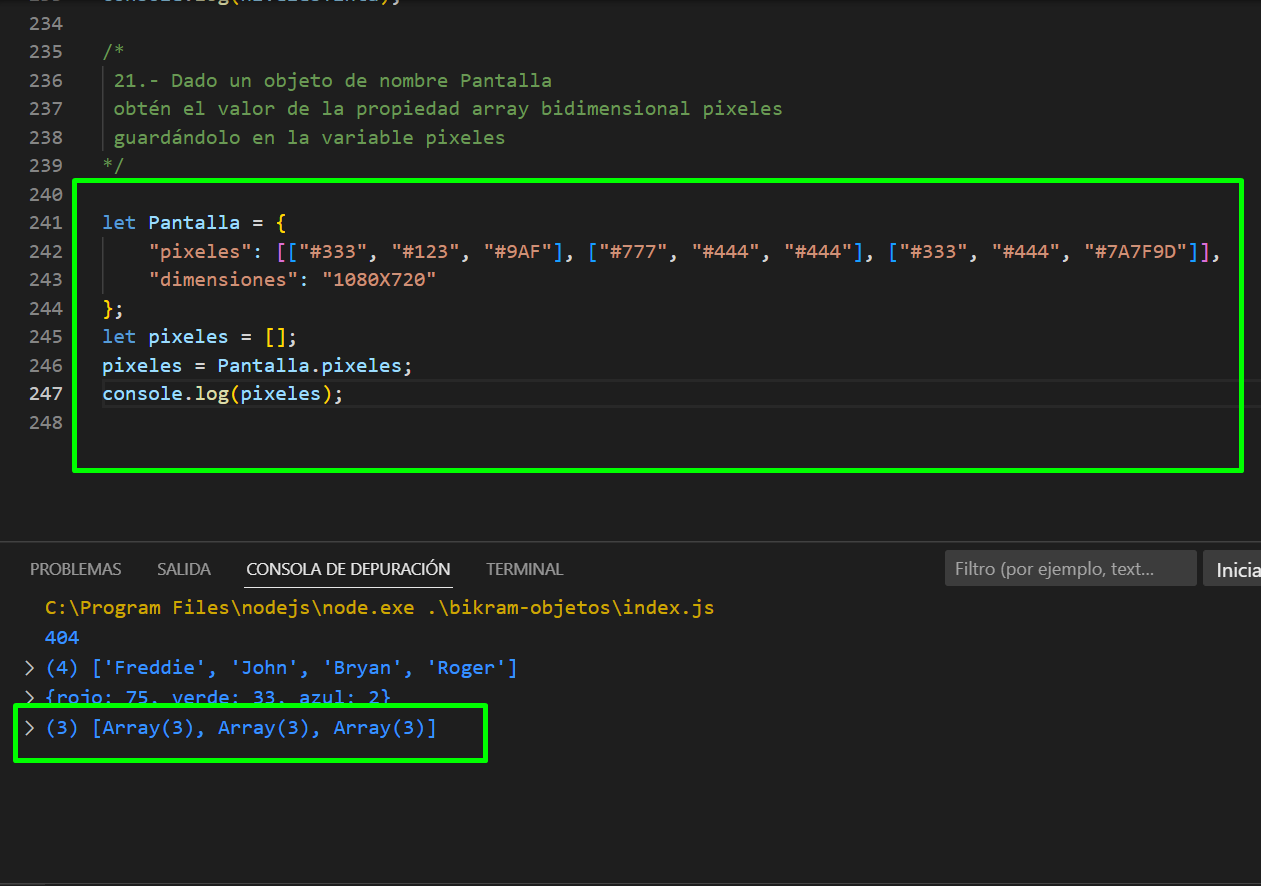 234
235 /*
236 21.- Dado un objeto de nombre Pantalla
237 obtén el valor de la propiedad array bidimensional pixeles
238 guardándolo en la variable pixeles
239 */
240
241 let Pantalla = {
242 "pixeles": [["#333", "#123", "#9AF"], ["#777", "#444", "#444"], ["#333", "#444", "#7A7F9D"]],
243 "dimensiones": "1080X720"
244 };
245 let pixeles = [];
246 pixeles = Pantalla.pixeles;
247 console.log(pixeles);
248
PROBLEMAS SALIDA CONSOLA DE DEPURACIÓN TERMINAL Filtro (por ejemplo, text... Inicia
C:\Program Files\nodejs\node.exe .\bikram-objetos\index.js
404
> (4) ['Freddie', 'John', 'Bryan', 'Roger']
> {rojo: 75, verde: 33, azul: 2}
> (3) [Array(3), Array(3), Array(3)]